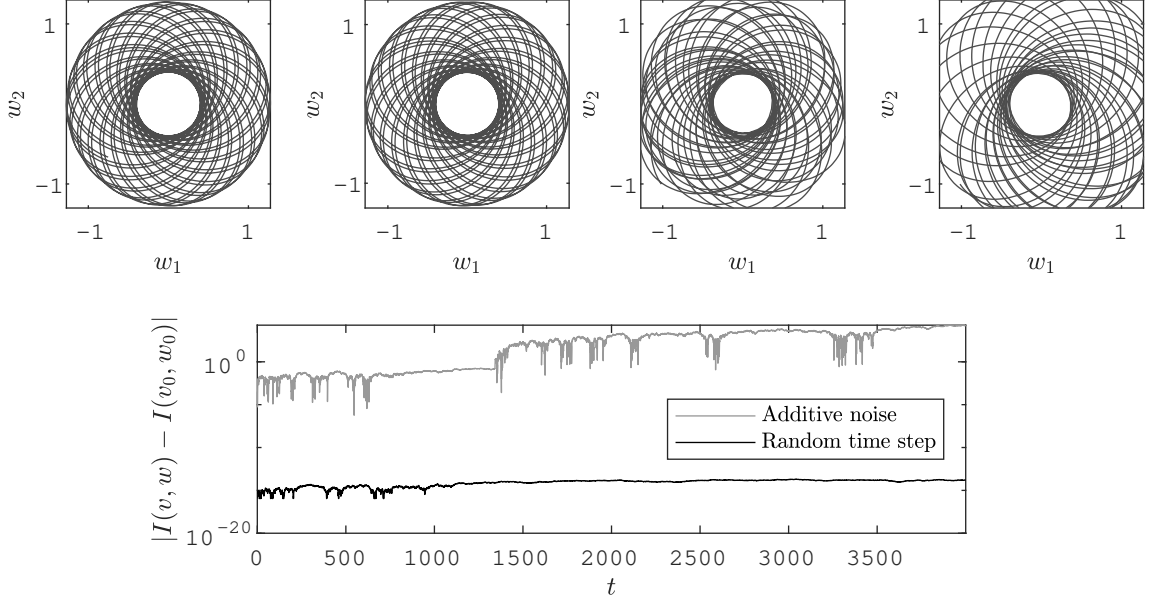 1
w₂
−1
−1
1
w₁
1
w₂
−1
−1
1
w₁
1
w₂
−1
−1
1
w₁
1
w₂
−1
−1
1
w₁
|I(v, w) − I(v₀, w₀)|
10⁰
10⁻²⁰
Additive noise
Random time step
0 500 1000 1500 2000 2500 3000 3500
t